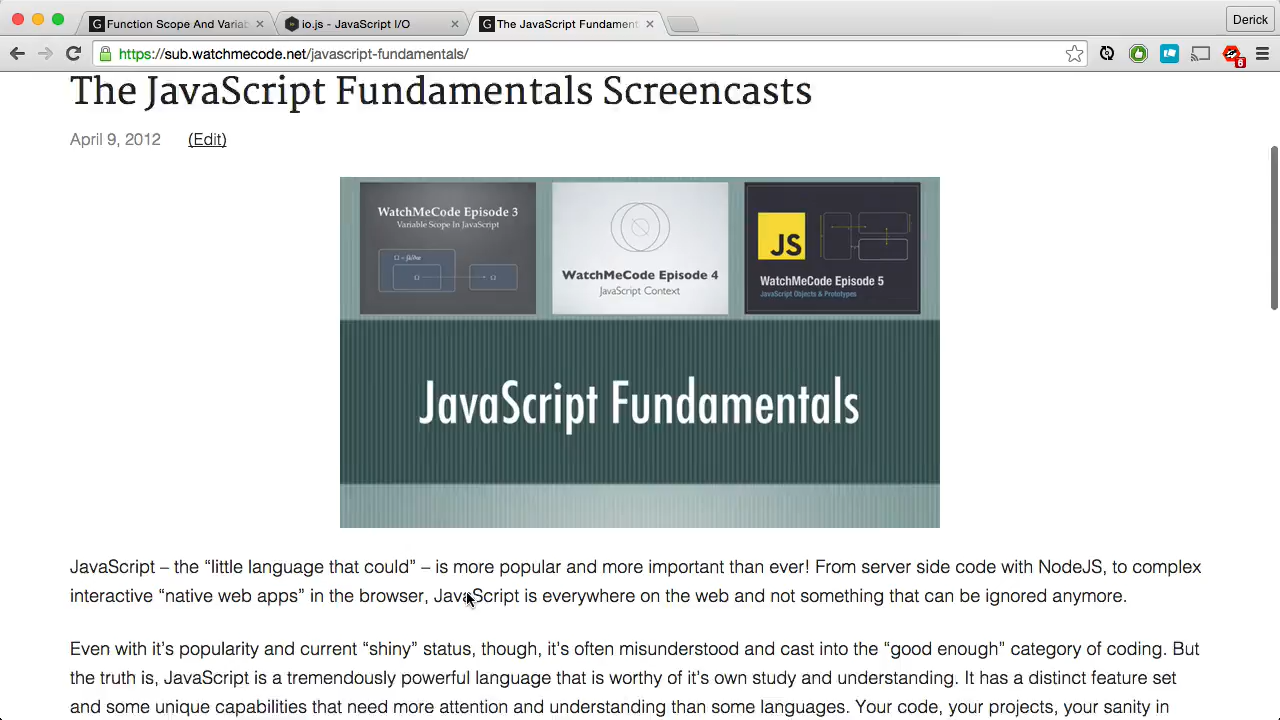 Function Scope And Variab
io.js - JavaScript I/O
The JavaScript Fundament
Derick
https://sub.watchmecode.net/javascript-fundamentals/
6
The JavaScript Fundamentals Screencasts
April 9, 2012 (Edit)
WatchMeCode Episode 3
Variable Scope In JavaScript
Ω
Ω
WatchMeCode Episode 4
JavaScript Context
JS
WatchMeCode Episode 5
JavaScript Objects & Prototypes
JavaScript Fundamentals
JavaScript – the “little language that could” – is more popular and more important than ever! From server side code with NodeJS, to complex
interactive “native web apps” in the browser, JavaScript is everywhere on the web and not something that can be ignored anymore.
Even with it’s popularity and current “shiny” status, though, it’s often misunderstood and cast into the “good enough” category of coding. But
the truth is, JavaScript is a tremendously powerful language that is worthy of it’s own study and understanding. It has a distinct feature set
and some unique capabilities that need more attention and understanding than some languages. Your code, your projects, your sanity in